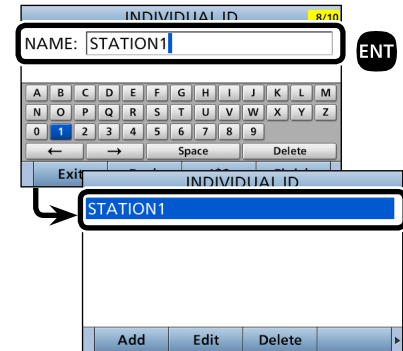 INDIVIDUAL ID 8/10
NAME: STATION1
ENT
A B C D E F G H I J K L M
N O P Q R S T U V W X Y Z
0 1 2 3 4 5 6 7 8 9
← → Space Delete
Exit
INDIVIDUAL ID
STATION1
Add Edit Delete